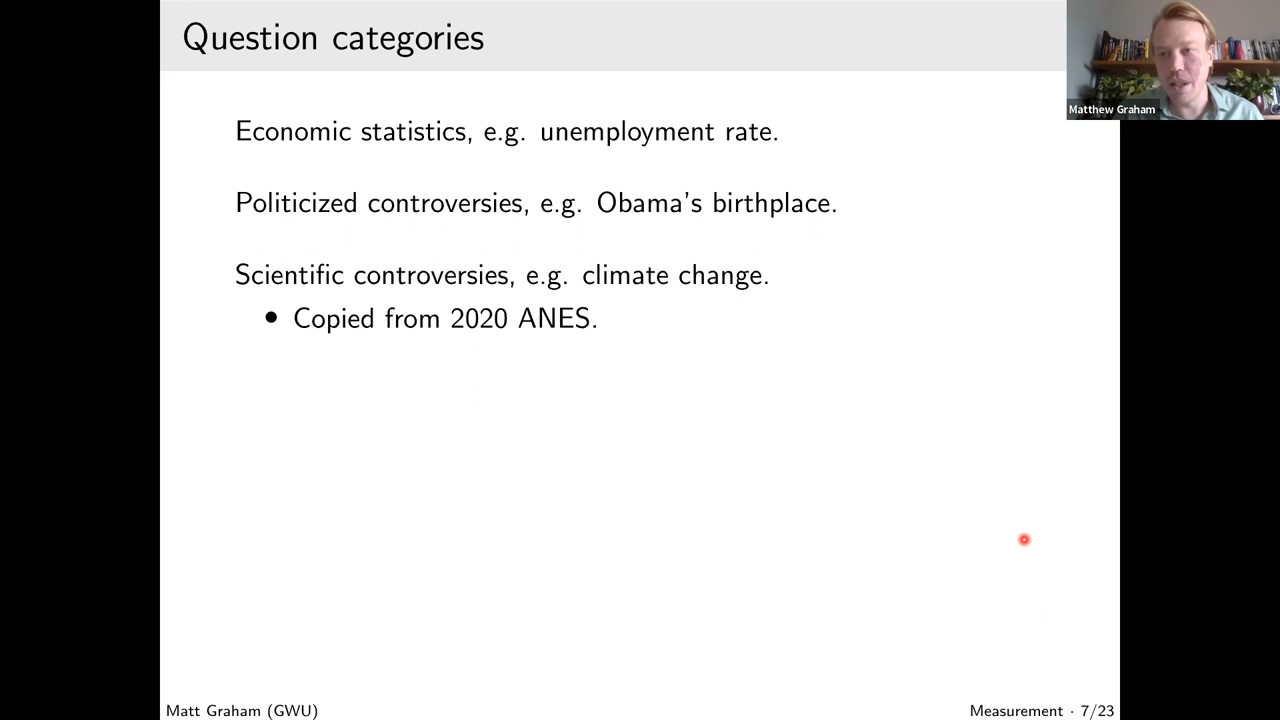 Question categories
Matthew Graham
Economic statistics, e.g. unemployment rate.
Politicized controversies, e.g. Obama's birthplace.
Scientific controversies, e.g. climate change.
• Copied from 2020 ANES.
Matt Graham (GWU)
Measurement · 7/23